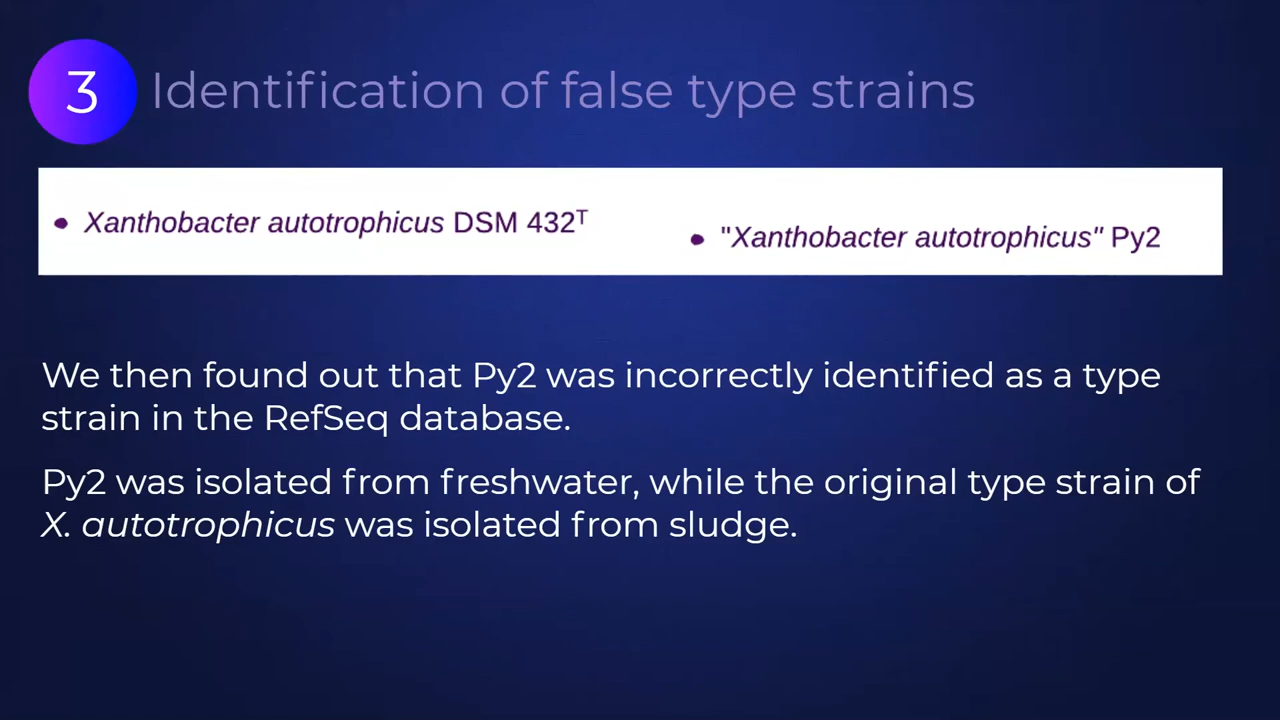 3 Identification of false type strains
• Xanthobacter autotrophicus DSM 432ᵀ
• "Xanthobacter autotrophicus" Py2
We then found out that Py2 was incorrectly identified as a type
strain in the RefSeq database.
Py2 was isolated from freshwater, while the original type strain of
X. autotrophicus was isolated from sludge.